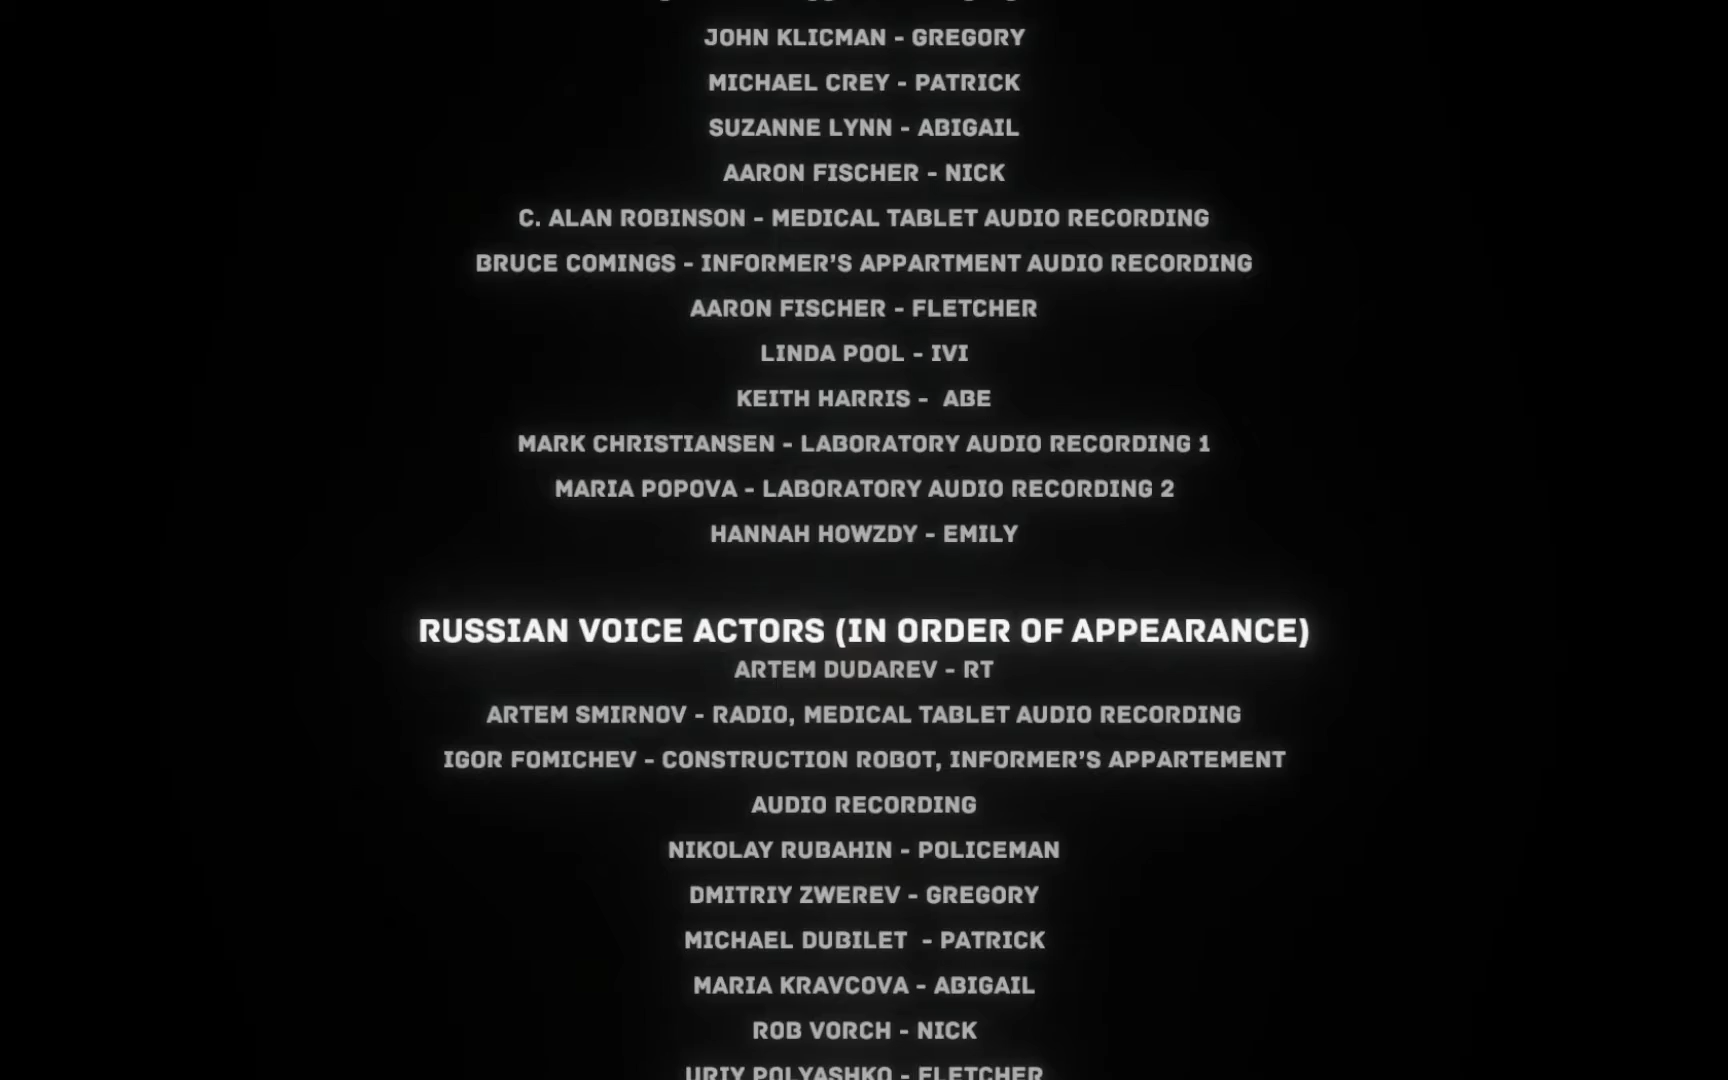 JOHN KLICMAN - GREGORY
MICHAEL CREY - PATRICK
SUZANNE LYNN - ABIGAIL
AARON FISCHER - NICK
C. ALAN ROBINSON - MEDICAL TABLET AUDIO RECORDING
BRUCE COMINGS - INFORMER’S APPARTMENT AUDIO RECORDING
AARON FISCHER - FLETCHER
LINDA POOL - IVI
KEITH HARRIS -  ABE
MARK CHRISTIANSEN - LABORATORY AUDIO RECORDING 1
MARIA POPOVA - LABORATORY AUDIO RECORDING 2
HANNAH HOWZDY - EMILY
RUSSIAN VOICE ACTORS (IN ORDER OF APPEARANCE)
ARTEM DUDAREV - RT
ARTEM SMIRNOV - RADIO, MEDICAL TABLET AUDIO RECORDING
IGOR FOMICHEV - CONSTRUCTION ROBOT, INFORMER’S APPARTEMENT
AUDIO RECORDING
NIKOLAY RUBAHIN - POLICEMAN
DMITRIY ZWEREV - GREGORY
MICHAEL DUBILET  - PATRICK
MARIA KRAVCOVA - ABIGAIL
ROB VORCH - NICK
URIY POLYASHKO - FLETCHER